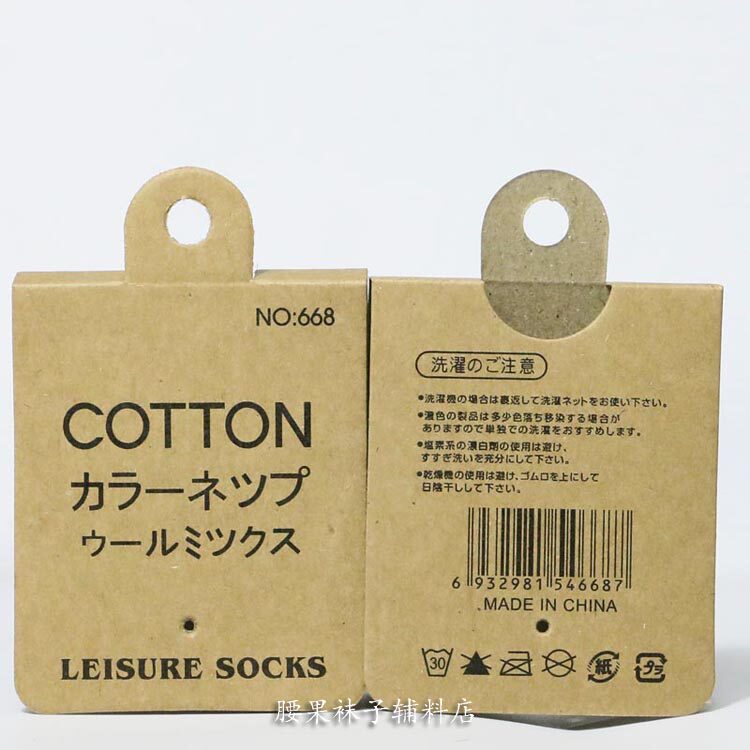 NO:668
COTTON
カラーネツプ
ゥールミツクス
LEISURE SOCKS
洗濯のご注意
•洗濯機の場合は裏返して洗濯ネットをお使い下さい。
•濃色の製品は多少色落ち移染する場合が
ありますので単独での洗濯をおすすめします。
•塩素系の漂白剤の使用は避け、
すすぎ洗いを充分にして下さい。
•乾燥機の使用は避け、ゴムロを上にして
日陰干しして下さい。
6 932981 546687
MADE IN CHINA
30
紙
プラ
腰果袜子辅料店